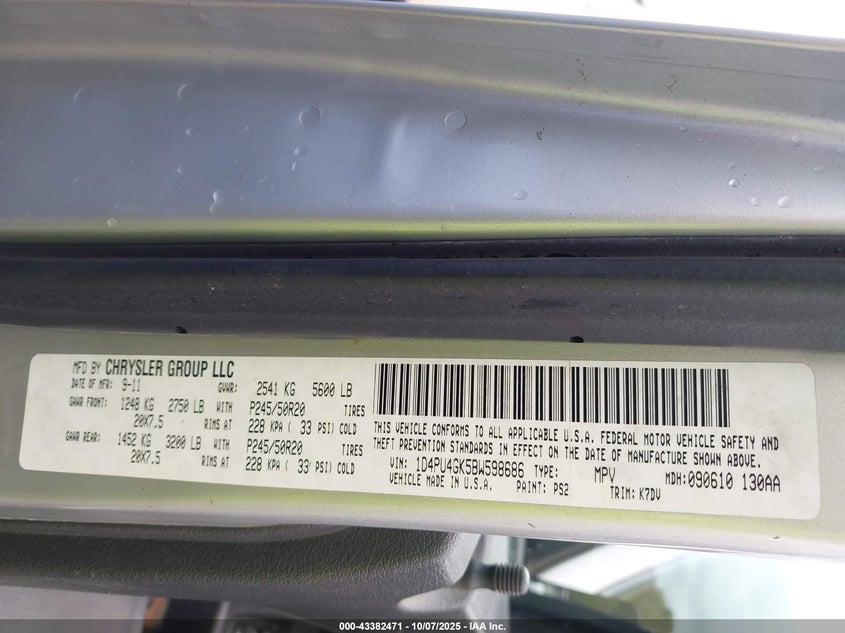 MFD BY CHRYSLER GROUP LLC
DATE OF MFR: 9-11 GVWR: 2541 KG 5600 LB
GAWR FRONT: 1248 KG 2750 LB WITH P245/50R20 TIRES
20X7.5 RIMS AT 228 KPA ( 33 PSI) COLD
GAWR REAR: 1452 KG 3200 LB WITH P245/50R20 TIRES
20X7.5 RIMS AT 228 KPA ( 33 PSI) COLD
THIS VEHICLE CONFORMS TO ALL APPLICABLE U.S.A. FEDERAL MOTOR VEHICLE SAFETY AND
THEFT PREVENTION STANDARDS IN EFFECT ON THE DATE OF MANUFACTURE SHOWN ABOVE.
VIN: 1D4PU4GK5BW598686 TYPE: MPV MDH: 090610 130AA
VEHICLE MADE IN U.S.A. PAINT: PS2 TRIM: K7DV
000-43382471 - 10/07/2025 - IAA Inc.